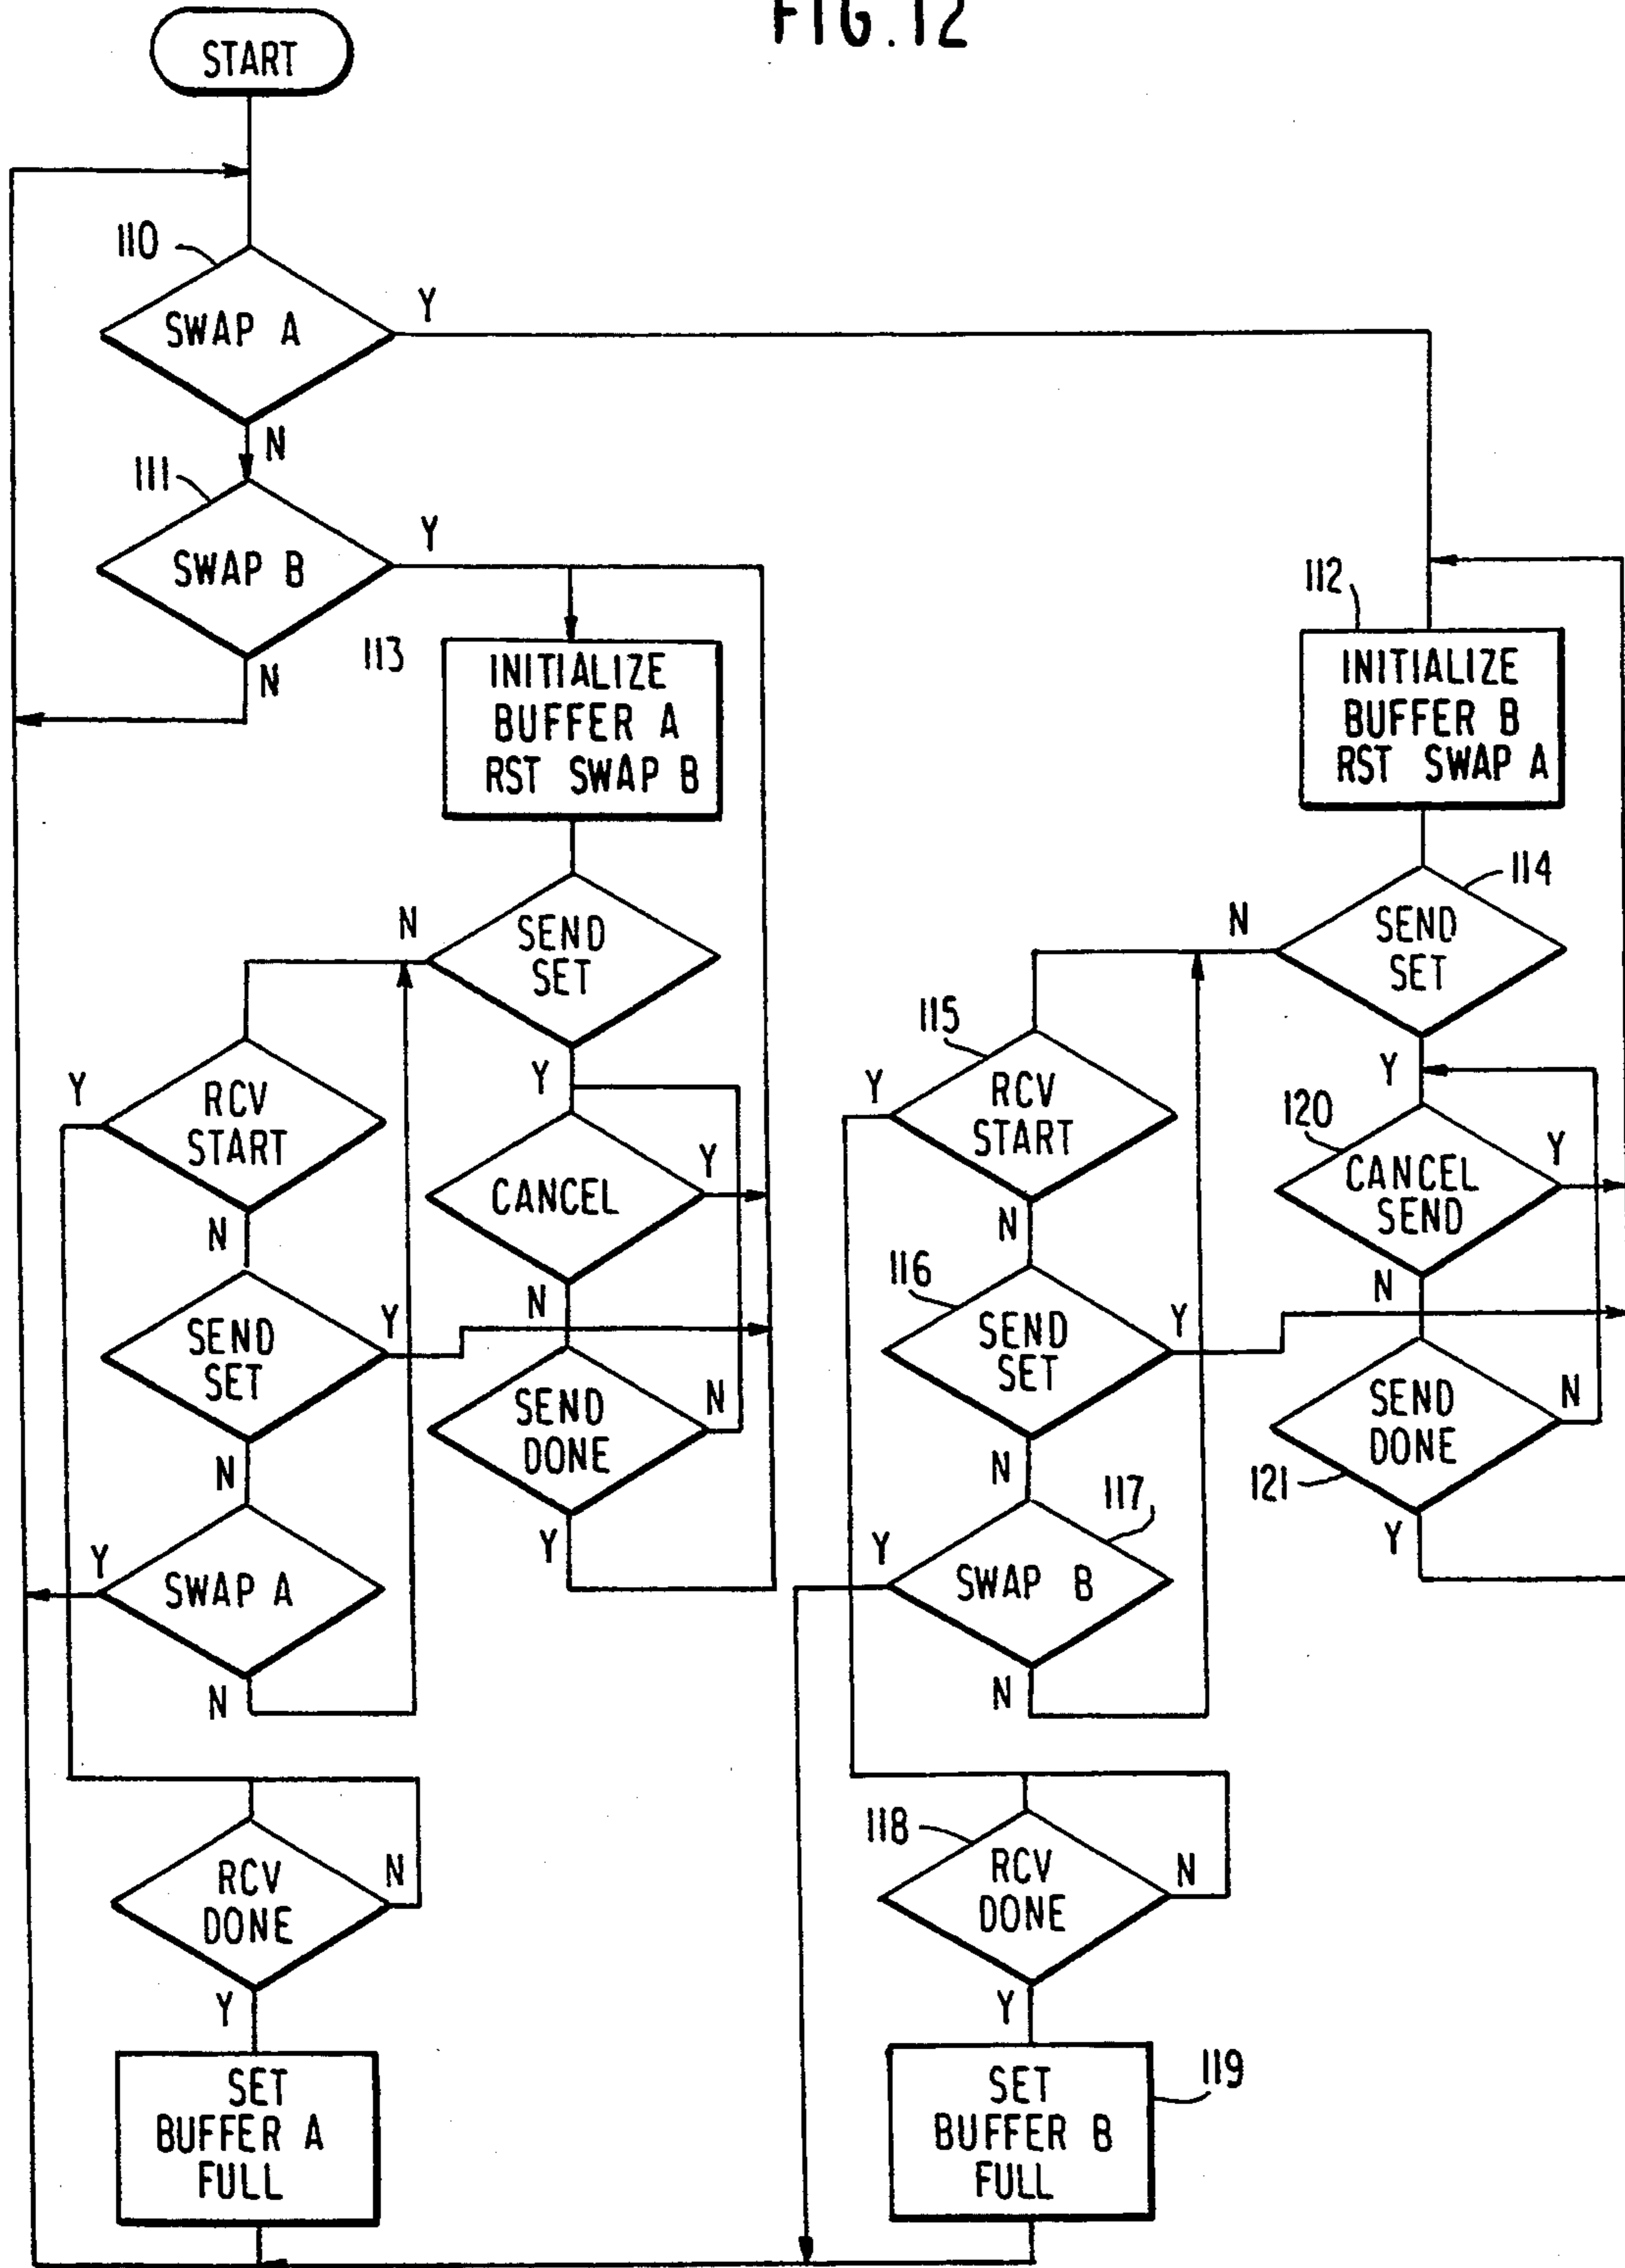 FIG. 12
START
110
SWAP A
Y
N
111
SWAP B
Y
N
113
INITIALIZE
BUFFER A
RST SWAP B
112
INITIALIZE
BUFFER B
RST SWAP A
N
SEND
SET
Y
N
SEND
SET
114
Y
Y
RCV
START
N
CANCEL
Y
N
115
Y
RCV
START
N
120
CANCEL
SEND
Y
N
SEND
SET
Y
N
SEND
DONE
N
Y
116
SEND
SET
Y
N
SEND
DONE
N
121
Y
Y
SWAP A
N
117
Y
SWAP B
N
RCV
DONE
N
Y
118
RCV
DONE
N
Y
SET
BUFFER A
FULL
SET
BUFFER B
FULL
119